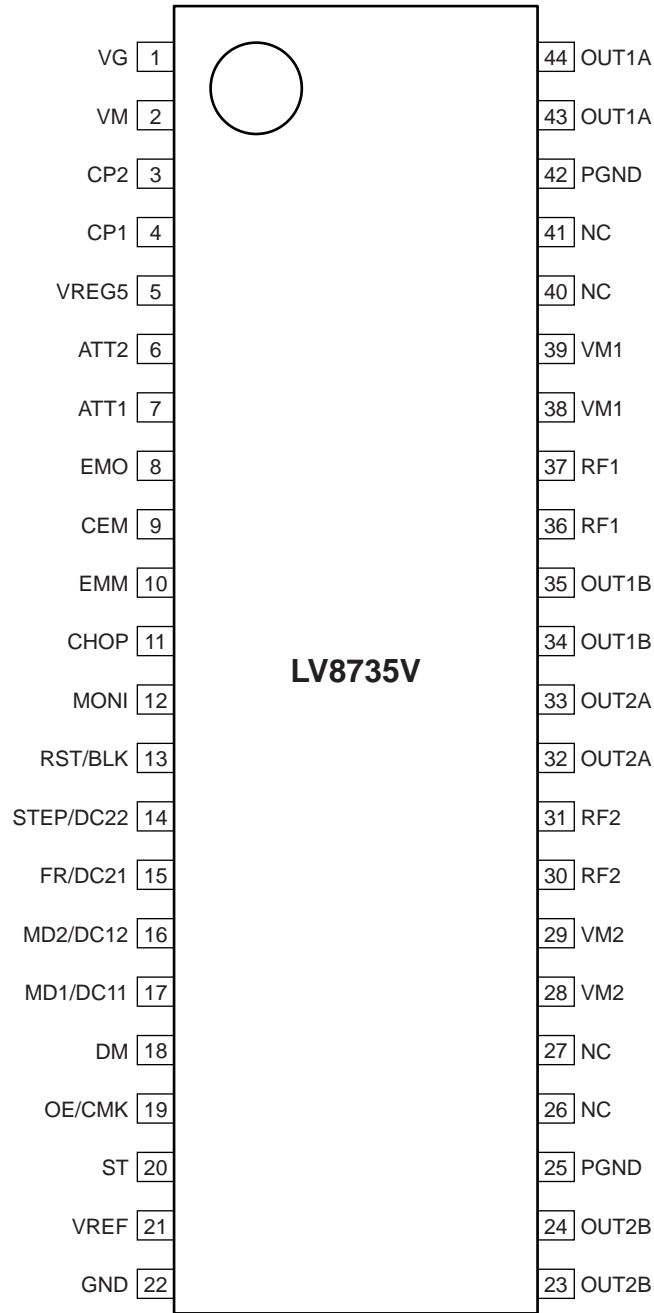 VG 1 44 OUT1A
VM 2 43 OUT1A
CP2 3 42 PGND
CP1 4 41 NC
VREG5 5 40 NC
ATT2 6 39 VM1
ATT1 7 38 VM1
EMO 8 37 RF1
CEM 9 36 RF1
EMM 10 35 OUT1B
CHOP 11 34 OUT1B
LV8735V
MONI 12 33 OUT2A
RST/BLK 13 32 OUT2A
STEP/DC22 14 31 RF2
FR/DC21 15 30 RF2
MD2/DC12 16 29 VM2
MD1/DC11 17 28 VM2
DM 18 27 NC
OE/CMK 19 26 NC
ST 20 25 PGND
VREF 21 24 OUT2B
GND 22 23 OUT2B